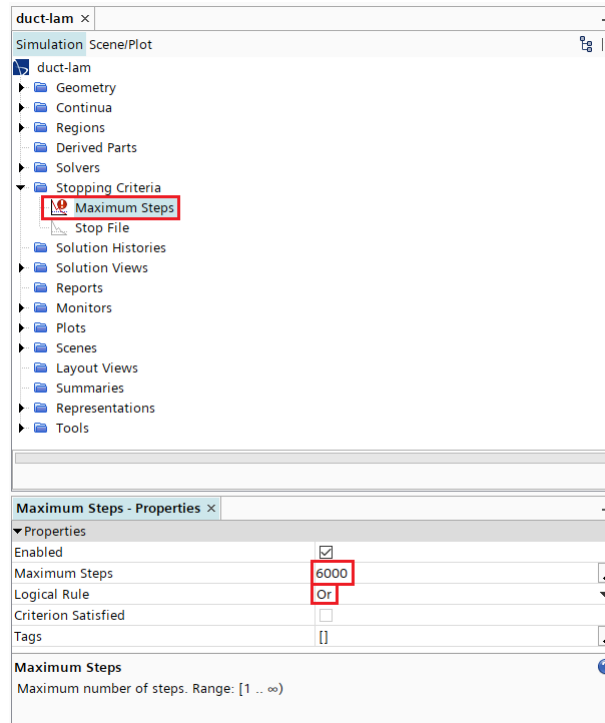 duct-lam ×
Simulation Scene/Plot
duct-lam
Geometry
Continua
Regions
Derived Parts
Solvers
Stopping Criteria
Maximum Steps
Stop File
Solution Histories
Solution Views
Reports
Monitors
Plots
Scenes
Layout Views
Summaries
Representations
Tools
Maximum Steps - Properties ×
Properties
Enabled
Maximum Steps 6000
Logical Rule Or
Criterion Satisfied
Tags []
Maximum Steps
Maximum number of steps. Range: [1 .. ∞)